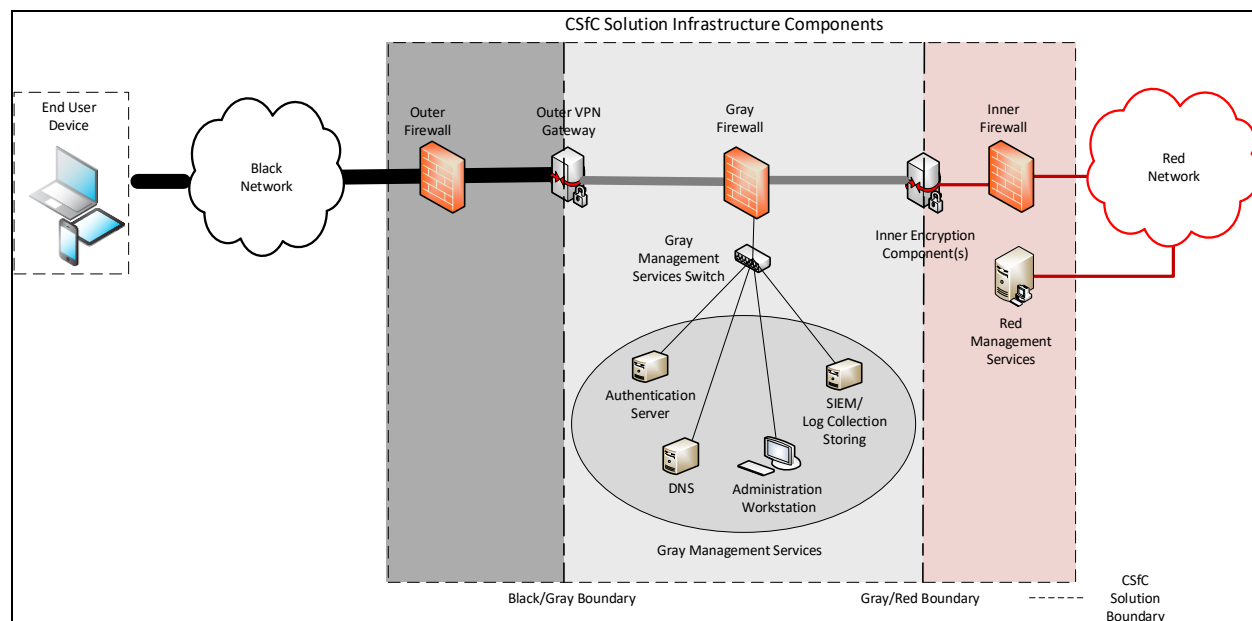 CSfC Solution Infrastructure Components
End User
Device
Black
Network
Outer
Firewall
Outer VPN
Gateway
Gray
Firewall
Inner
Firewall
Red
Network
Gray
Management
Services Switch
Inner Encryption
Component(s)
Red
Management
Services
Authentication
Server
SIEM/
Log Collection
Storing
DNS
Administration
Workstation
Gray Management Services
Black/Gray Boundary
Gray/Red Boundary
CSfC
Solution
Boundary